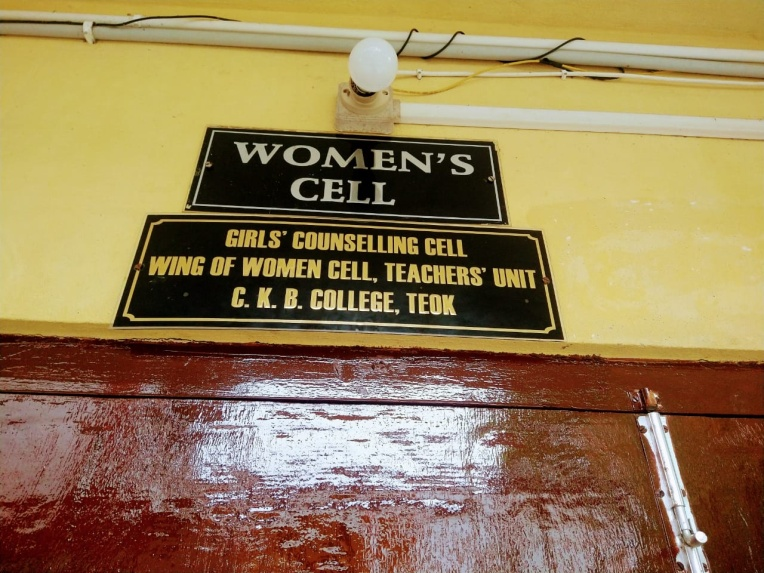 WOMEN'S
CELL
GIRLS' COUNSELLING CELL
WING OF WOMEN CELL, TEACHERS' UNIT
C. K. B. COLLEGE, TEOK